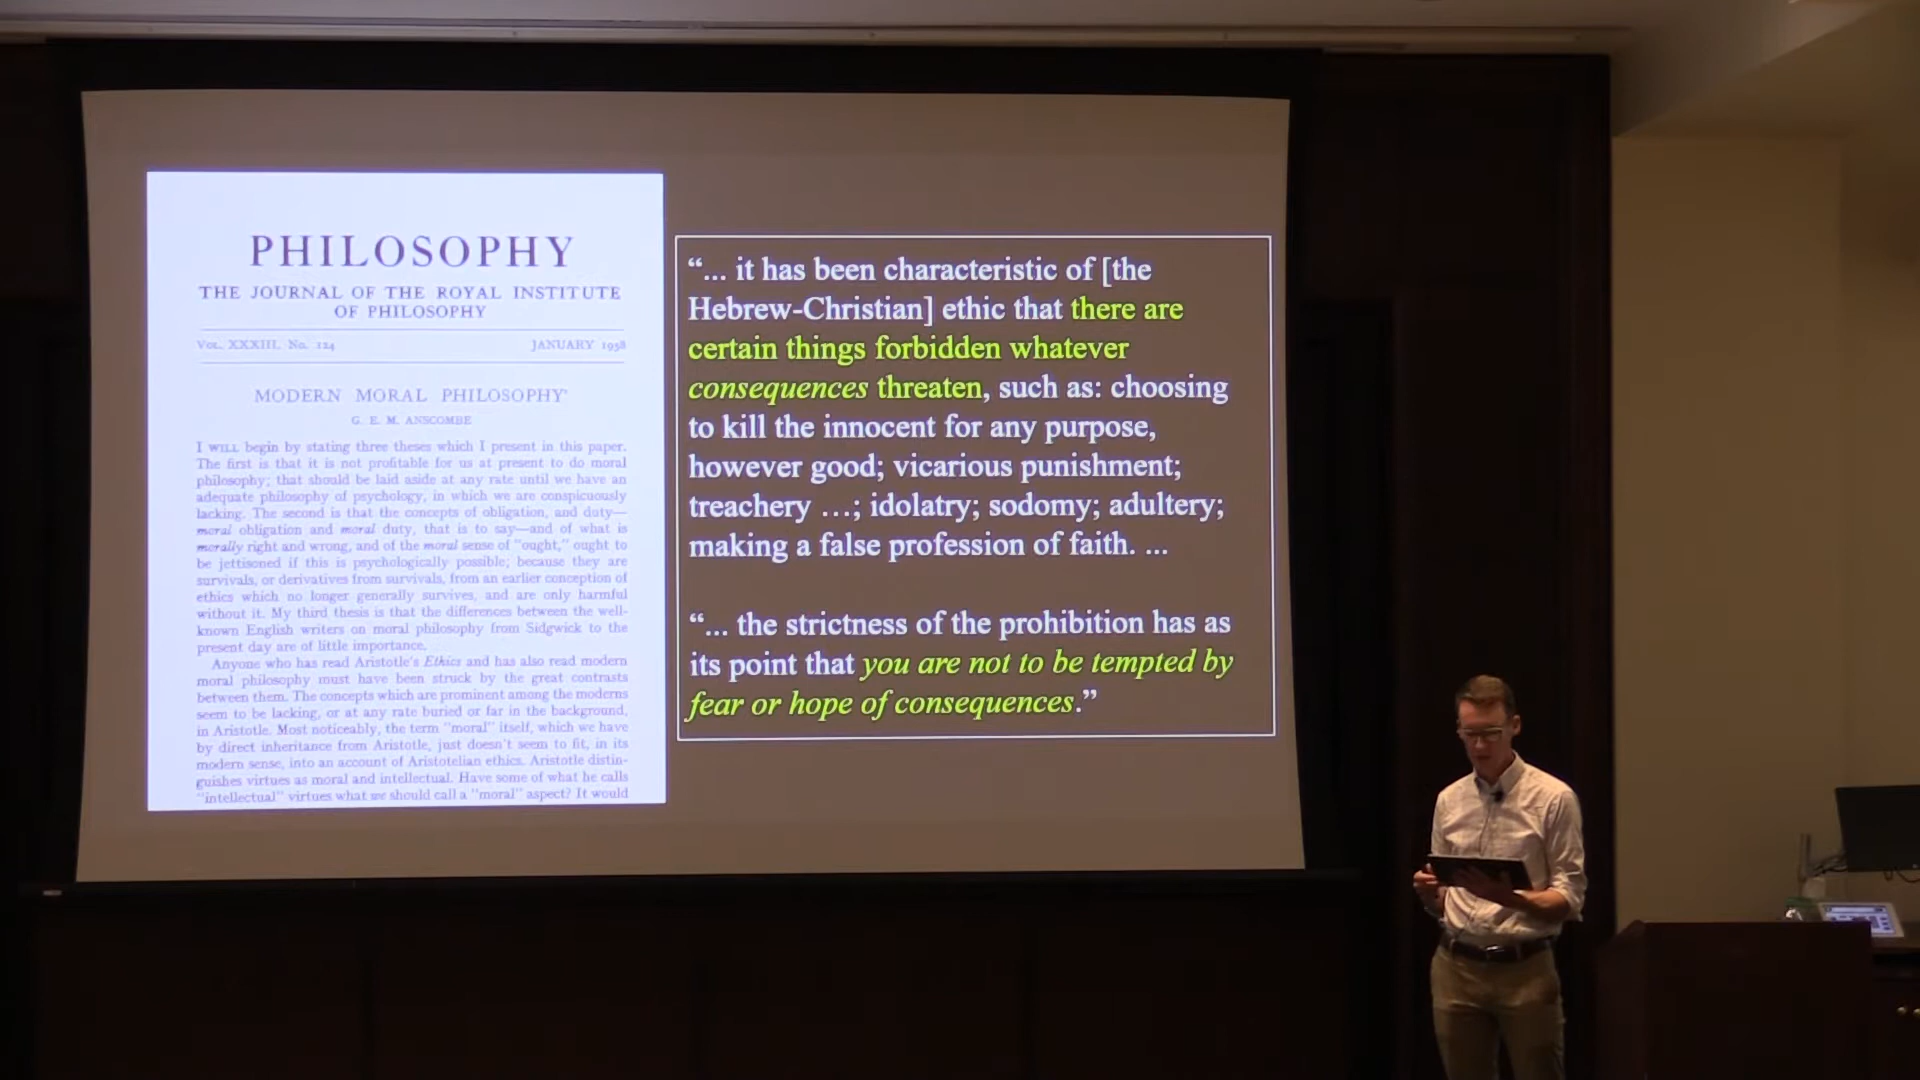 PHILOSOPHY
THE JOURNAL OF THE ROYAL INSTITUTE
OF PHILOSOPHY
VOL. XXXIII. No. 124 JANUARY 1958
MODERN MORAL PHILOSOPHY¹
G. E. M. ANSCOMBE
I WILL begin by stating three theses which I present in this paper.
The first is that it is not profitable for us at present to do moral
philosophy; that should be laid aside at any rate until we have an
adequate philosophy of psychology, in which we are conspicuously
lacking. The second is that the concepts of obligation, and duty—
moral obligation and moral duty, that is to say—and of what is
morally right and wrong, and of the moral sense of "ought," ought to
be jettisoned if this is psychologically possible; because they are
survivals, or derivatives from survivals, from an earlier conception of
ethics which no longer generally survives, and are only harmful
without it. My third thesis is that the differences between the well-
known English writers on moral philosophy from Sidgwick to the
present day are of little importance.
Anyone who has read Aristotle's Ethics and has also read modern
moral philosophy must have been struck by the great contrasts
between them. The concepts which are prominent among the moderns
seem to be lacking, or at any rate buried or far in the background,
in Aristotle. Most noticeably, the term "moral" itself, which we have
by direct inheritance from Aristotle, just doesn't seem to fit, in its
modern sense, into an account of Aristotelian ethics. Aristotle distin-
guishes virtues as moral and intellectual. Have some of what he calls
"intellectual" virtues what we should call a "moral" aspect? It would
“... it has been characteristic of [the
Hebrew-Christian] ethic that there are
certain things forbidden whatever
consequences threaten, such as: choosing
to kill the innocent for any purpose,
however good; vicarious punishment;
treachery …; idolatry; sodomy; adultery;
making a false profession of faith. ...
“... the strictness of the prohibition has as
its point that you are not to be tempted by
fear or hope of consequences.”